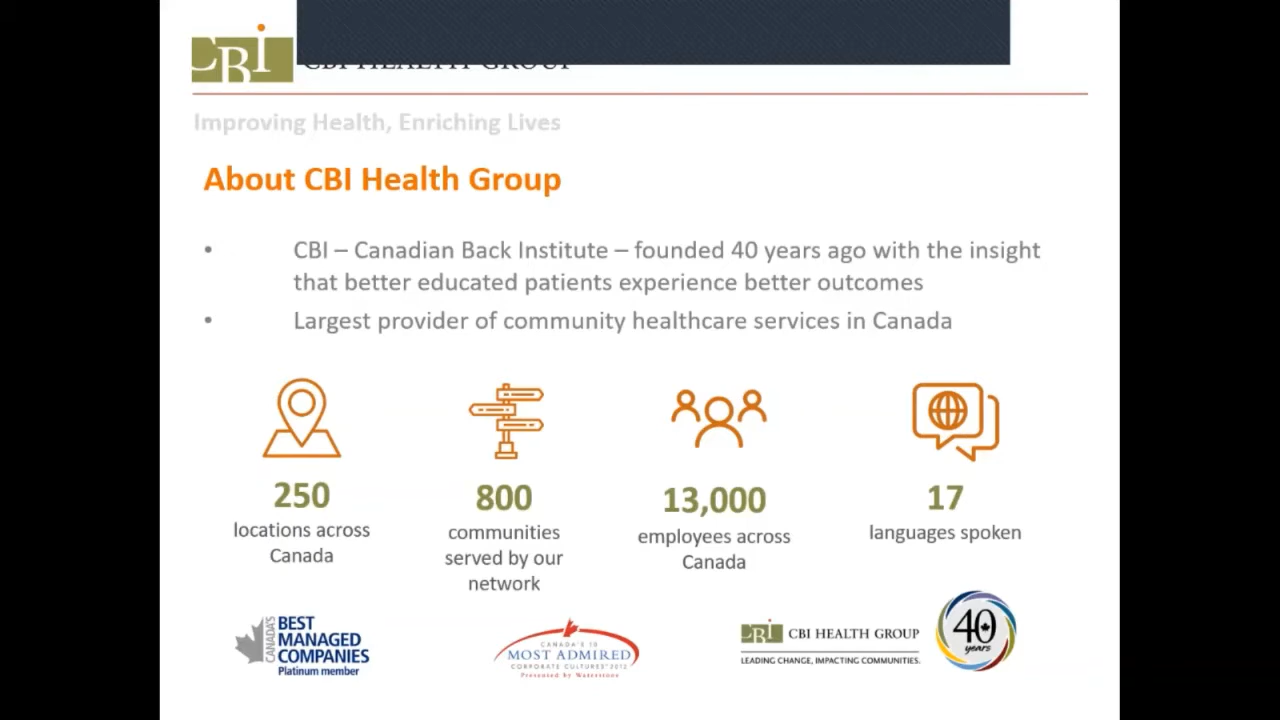 CBI
CBI HEALTH GROUP
Improving Health, Enriching Lives
About CBI Health Group
• CBI – Canadian Back Institute – founded 40 years ago with the insight
that better educated patients experience better outcomes
• Largest provider of community healthcare services in Canada
250
locations across
Canada
800
communities
served by our
network
13,000
employees across
Canada
17
languages spoken
CANADA'S
BEST
MANAGED
COMPANIES
Platinum member
CANADA'S 10
MOST ADMIRED
CORPORATE CULTURES™2012
Presented by Waterstone
CBI CBI HEALTH GROUP
LEADING CHANGE, IMPACTING COMMUNITIES.
40
years